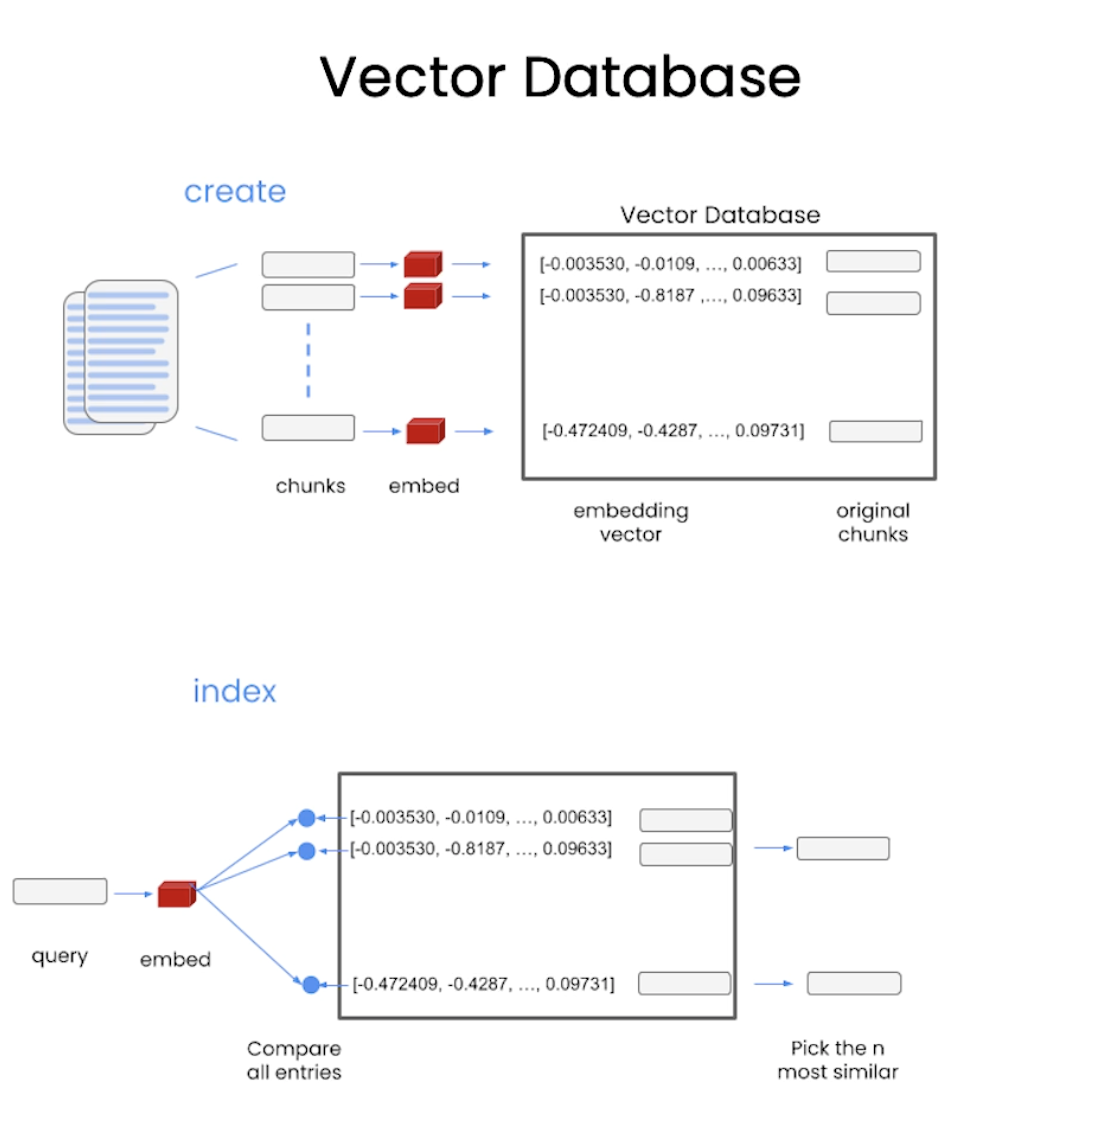 Vector Database
create
Vector Database
[-0.003530, -0.0109, ..., 0.00633]
[-0.003530, -0.8187 ,..., 0.09633]
[-0.472409, -0.4287, ..., 0.09731]
chunks
embed
embedding
vector
original
chunks
index
[-0.003530, -0.0109, ..., 0.00633]
[-0.003530, -0.8187, ..., 0.09633]
query
embed
[-0.472409, -0.4287, ..., 0.09731]
Compare
all entries
Pick the n
most similar